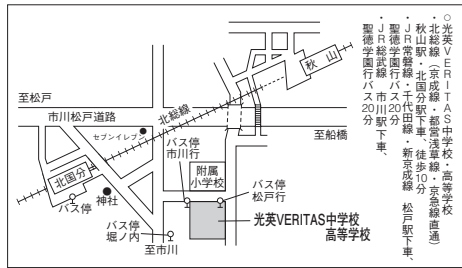 ○光英VERITAS中学校・高等学校
・北総線（京成線・都営浅草線・京急線直通）
秋山駅・北国分駅下車、徒歩10分
・JR常磐線・千代田線・新京成線 松戸駅下車、
聖徳学園行バス20分
・JR総武線 市川駅下車、
聖徳学園行バス20分
秋山
北総線
至松戸
市川松戸道路
至船橋
セブンイレブン
北国分
バス停
市川行
附属
小学校
バス停
松戸行
神社
バス停
光英VERITAS中学校
高等学校
バス停
堀ノ内
至市川